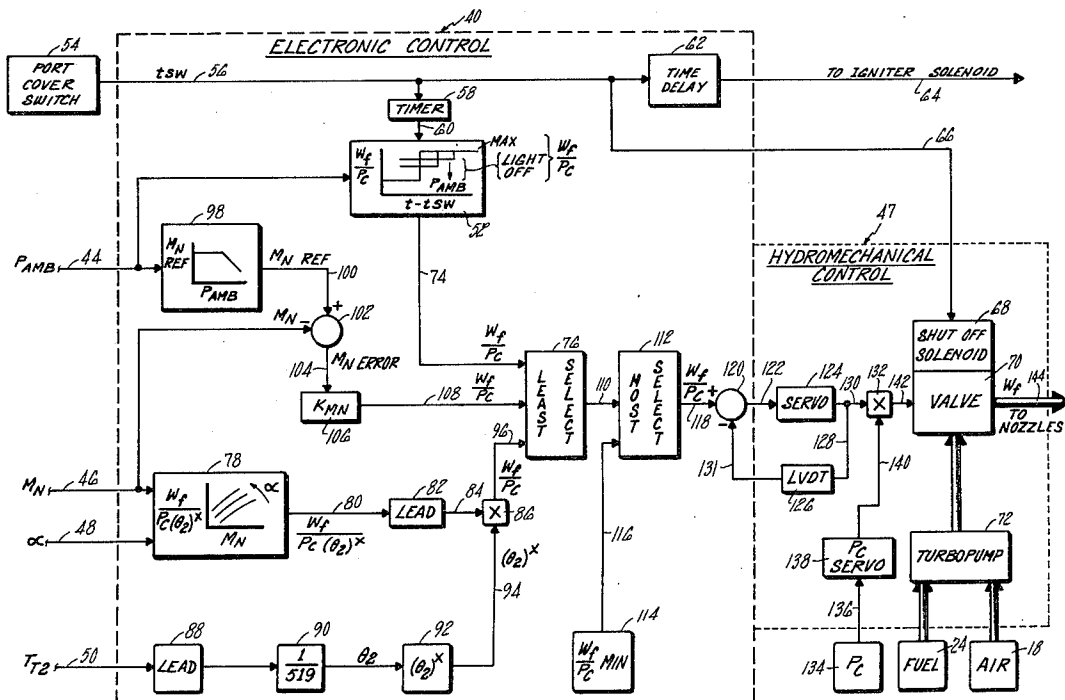 40
ELECTRONIC CONTROL
54
PORT
COVER
SWITCH
tsw
56
62
TIME
DELAY
TO IGNITER SOLENOID
64
58
TIMER
60
66
Wf/Pc
MAX
{LIGHT OFF} Wf/Pc
PAMB
t-tsw
52
98
MN REF
PAMB
PAMB
44
MN REF
100
+
102
MN
-
74
104
MN ERROR
KMN
106
108
Wf/Pc
Wf/Pc
76
LEAST
SELECT
110
112
MOST
SELECT
Wf/Pc
+
118
120
-
122
96
Wf/Pc
47
HYDROMECHANICAL
CONTROL
68
SHUT OFF
SOLENOID
70
VALVE
Wf
144
TO
NOZZLES
124
SERVO
130
132
X
142
128
131
LVDT
126
140
MN
46
∝
48
78
Wf/Pc(θ2)^x
∝
MN
80
Wf/Pc(θ2)^x
82
LEAD
84
X
86
(θ2)^x
94
116
138
PC
SERVO
136
72
TURBOPUMP
TT2
50
88
LEAD
90
1/519
θ2
92
(θ2)^x
114
Wf/Pc MIN
134
PC
FUEL
24
AIR
18